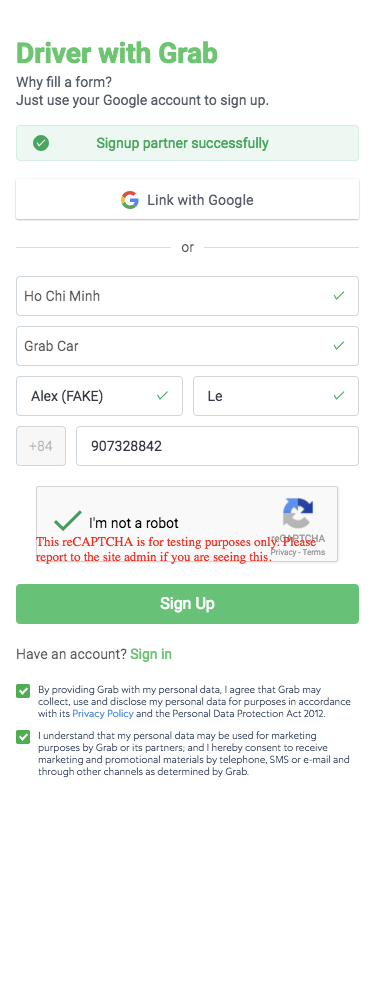 Driver with Grab
Why fill a form?
Just use your Google account to sign up.
Signup partner successfully
Link with Google
or
Ho Chi Minh
Grab Car
Alex (FAKE)
Le
+84
907328842
I'm not a robot
reCAPTCHA
This reCAPTCHA is for testing purposes only. Please
report to the site admin if you are seeing this.
Privacy - Terms
Sign Up
Have an account? Sign in
By providing Grab with my personal data, I agree that Grab may
collect, use and disclose my personal data for purposes in accordance
with its Privacy Policy and the Personal Data Protection Act 2012.
I understand that my personal data may be used for marketing
purposes by Grab or its partners; and I hereby consent to receive
marketing and promotional materials by telephone, SMS or e-mail and
through other channels as determined by Grab.